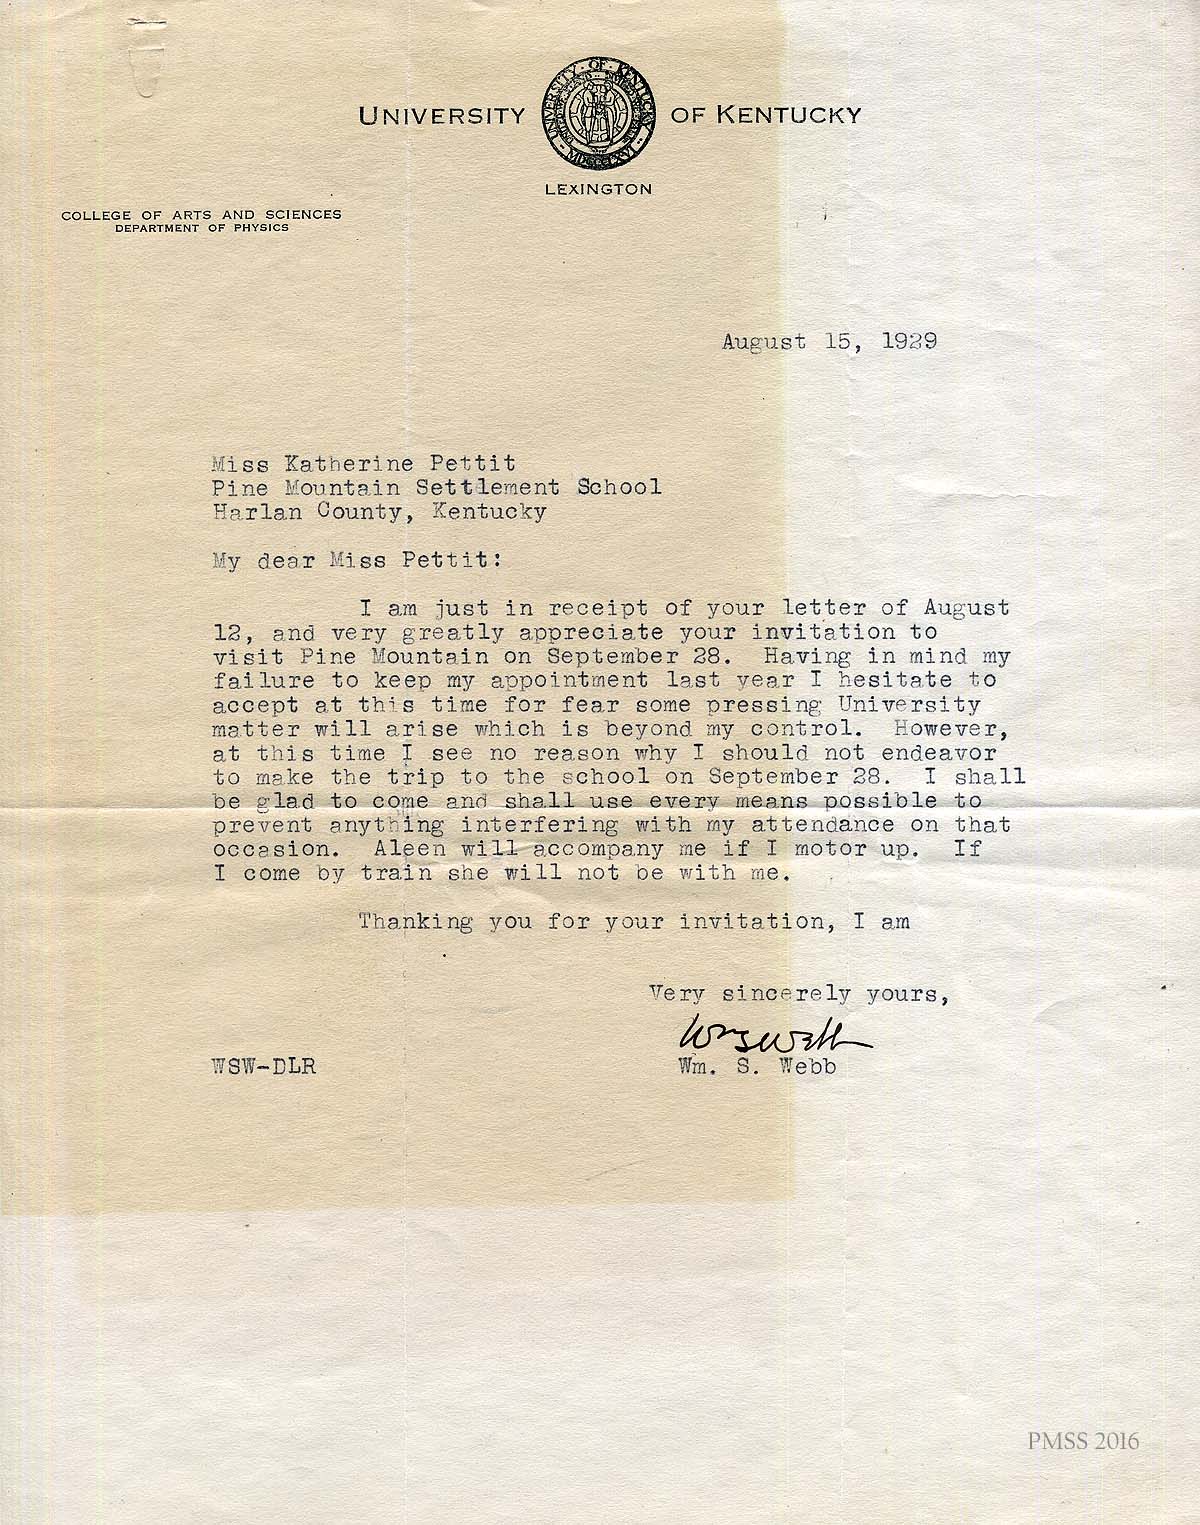 UNIVERSITY OF KENTUCKY
UNIVERSITY · OF · KENTUCKY
MDCCCLXVI
LEXINGTON
COLLEGE OF ARTS AND SCIENCES
DEPARTMENT OF PHYSICS
August 15, 1929
Miss Katherine Pettit
Pine Mountain Settlement School
Harlan County, Kentucky
My dear Miss Pettit:
I am just in receipt of your letter of August
12, and very greatly appreciate your invitation to
visit Pine Mountain on September 28. Having in mind my
failure to keep my appointment last year I hesitate to
accept at this time for fear some pressing University
matter will arise which is beyond my control. However,
at this time I see no reason why I should not endeavor
to make the trip to the school on September 28. I shall
be glad to come and shall use every means possible to
prevent anything interfering with my attendance on that
occasion. Aleen will accompany me if I motor up. If
I come by train she will not be with me.
Thanking you for your invitation, I am
Very sincerely yours,
Wm S Webb
WSW-DLR
Wm. S. Webb
PMSS 2016